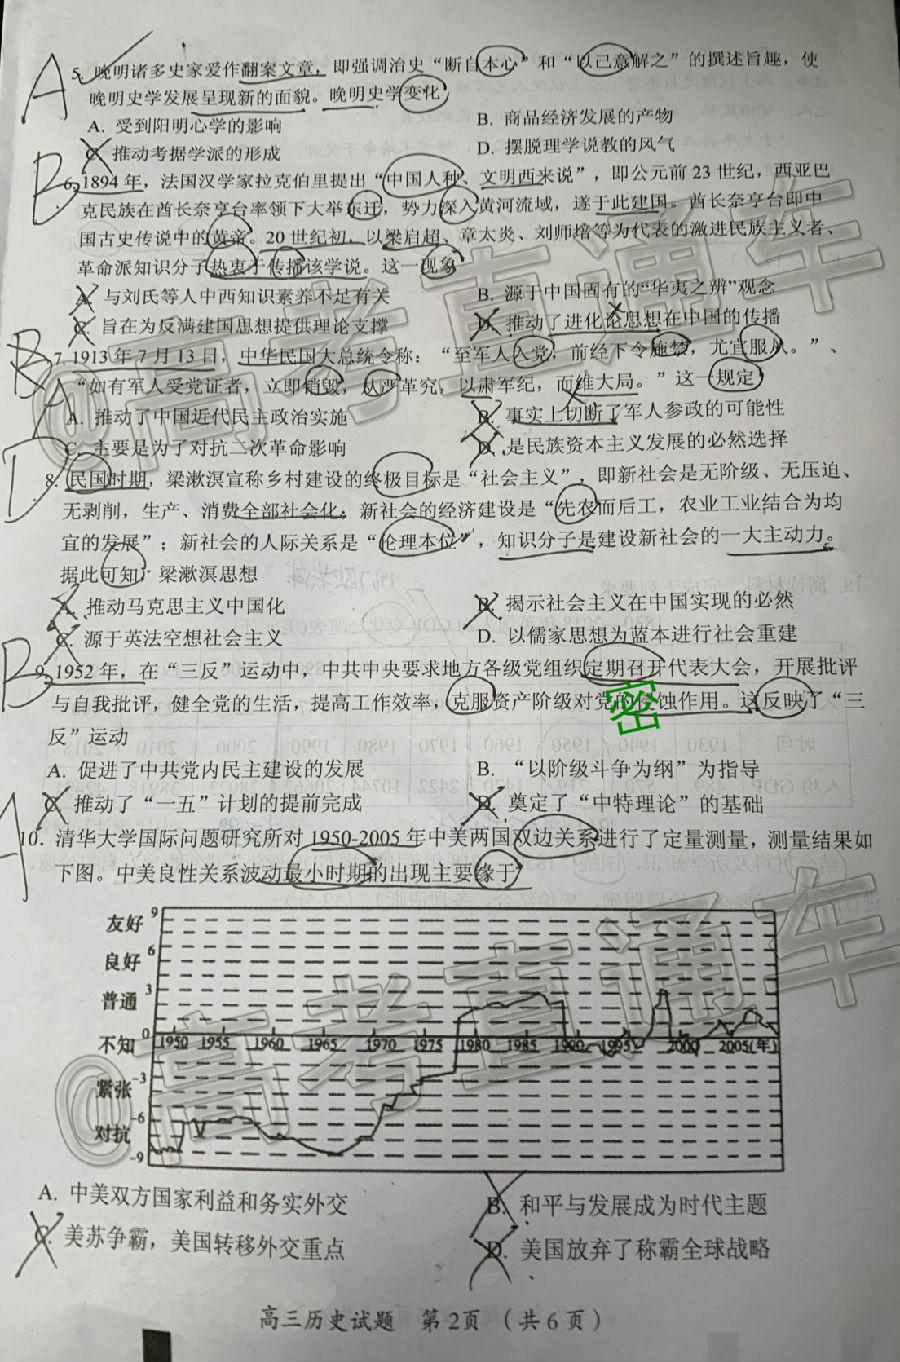 A
5. 晚明诸多史家爱作翻案文章，即强调治史“断自本心”和“以己意解之”的撰述旨趣，使
晚明史学发展呈现新的面貌。晚明史学变化
A. 受到阳明心学的影响
B. 商品经济发展的产物
C. 推动考据学派的形成
D. 摆脱理学说教的风气
B
6. 1894年，法国汉学家拉克伯里提出“中国人种、文明西来说”，即公元前23世纪，西亚巴
克民族在酋长奈亨台率领下大举东迁，势力深入黄河流域，遂于此建国。酋长奈亨台即中
国古史传说中的黄帝。20世纪初，以梁启超、章太炎、刘师培等为代表的激进民族主义者、
革命派知识分子热衷于传播该学说。这一现象
A. 与刘氏等人中西知识素养不足有关
B. 源于中国固有的“华夷之辨”观念
C. 旨在为反满建国思想提供理论支撑
D. 推动了进化论思想在中国的传播
B
A
7. 1913年7月13日，中华民国大总统令称：“至军人入党，前经下令施禁，尤宜服从。”、
“如有军人受党证者，立即销毁，从严革究，以肃军纪，而维大局。”这一规定
A. 推动了中国近代民主政治实施
B. 事实上切断了军人参政的可能性
C. 主要是为了对抗二次革命影响
D. 是民族资本主义发展的必然选择
D
8. 民国时期，梁漱溟宣称乡村建设的终极目标是“社会主义”，即新社会是无阶级、无压迫、
无剥削，生产、消费全部社会化；新社会的经济建设是“先农而后工，农业工业结合为均
宜的发展”；新社会的人际关系是“伦理本位”，知识分子是建设新社会的一大主动力。
据此可知，梁漱溟思想
A. 推动马克思主义中国化
B. 揭示社会主义在中国实现的必然
C. 源于英法空想社会主义
D. 以儒家思想为蓝本进行社会重建
B
9. 1952年，在“三反”运动中，中共中央要求地方各级党组织定期召开代表大会，开展批评
与自我批评，健全党的生活，提高工作效率，克服资产阶级对党的侵蚀作用。这反映了“三
密
反”运动
A. 促进了中共党内民主建设的发展
B. “以阶级斗争为纲”为指导
C. 推动了“一五”计划的提前完成
D. 奠定了“中特理论”的基础
A
10. 清华大学国际问题研究所对1950-2005年中美两国双边关系进行了定量测量，测量结果如
下图。中美良性关系波动最小时期的出现主要缘于
友好 9
良好 6
普通 3
不知 0
1950 1955 1960 1965 1970 1975 1980 1985 1990 1995 2000 2005(年)
紧张 -3
-6
对抗 -9
A. 中美双方国家利益和务实外交
B. 和平与发展成为时代主题
C. 美苏争霸，美国转移外交重点
D. 美国放弃了称霸全球战略
高三历史试题 第2页 （共6页）
@高考直通车
@高考直通车